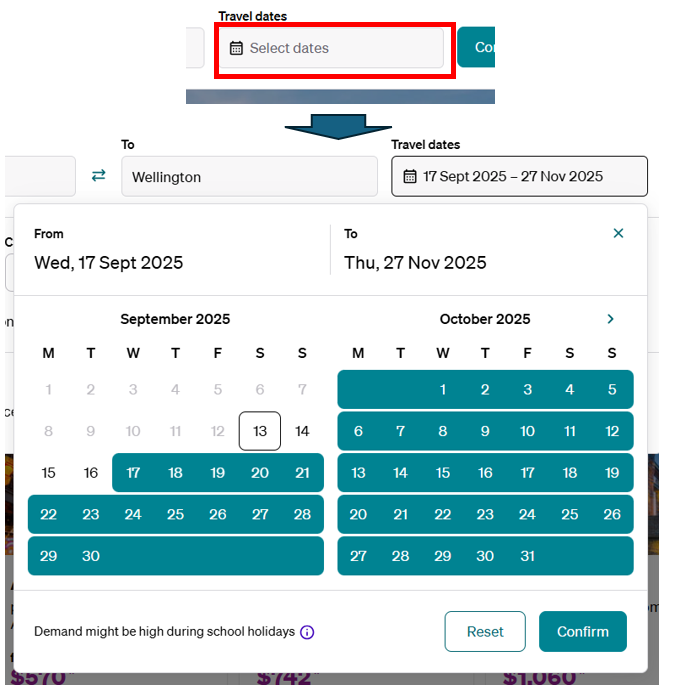 Travel dates
Select dates
Co
To
Travel dates
Wellington
17 Sept 2025 – 27 Nov 2025
From
To
Wed, 17 Sept 2025
Thu, 27 Nov 2025
September 2025
October 2025
M T W T F S S
M T W T F S S
1 2 3 4 5 6 7
1 2 3 4 5
8 9 10 11 12 13 14
6 7 8 9 10 11 12
15 16 17 18 19 20 21
13 14 15 16 17 18 19
22 23 24 25 26 27 28
20 21 22 23 24 25 26
29 30
27 28 29 30 31
Demand might be high during school holidays
Reset
Confirm
$570
$742
$1,060